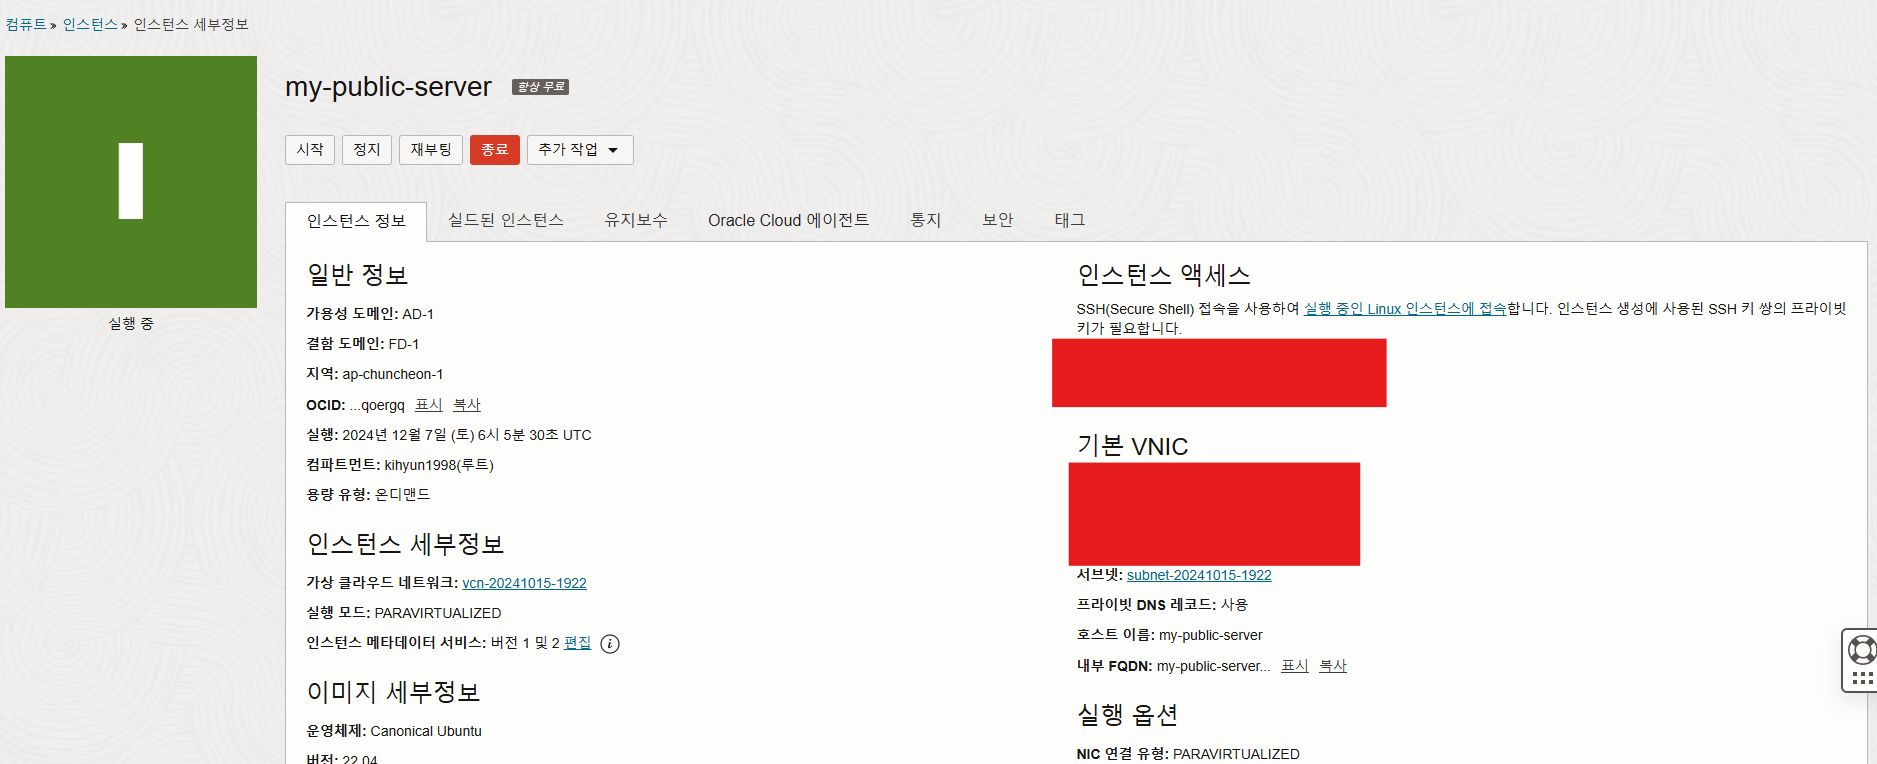 컴퓨트 » 인스턴스 » 인스턴스 세부정보
my-public-server 항상 무료
시작 정지 재부팅 종료 추가 작업
실행 중
인스턴스 정보 실드된 인스턴스 유지보수 Oracle Cloud 에이전트 통지 보안 태그
일반 정보
가용성 도메인: AD-1
결함 도메인: FD-1
지역: ap-chuncheon-1
OCID: ...qoergq 표시 복사
실행: 2024년 12월 7일 (토) 6시 5분 30초 UTC
컴파트먼트: kihyun1998(루트)
용량 유형: 온디맨드
인스턴스 세부정보
가상 클라우드 네트워크: vcn-20241015-1922
실행 모드: PARAVIRTUALIZED
인스턴스 메타데이터 서비스: 버전 1 및 2 편집
이미지 세부정보
운영체제: Canonical Ubuntu
버전: 22.04
인스턴스 액세스
SSH(Secure Shell) 접속을 사용하여 실행 중인 Linux 인스턴스에 접속합니다. 인스턴스 생성에 사용된 SSH 키 쌍의 프라이빗
키가 필요합니다.
기본 VNIC
서브넷: subnet-20241015-1922
프라이빗 DNS 레코드: 사용
호스트 이름: my-public-server
내부 FQDN: my-public-server... 표시 복사
실행 옵션
NIC 연결 유형: PARAVIRTUALIZED